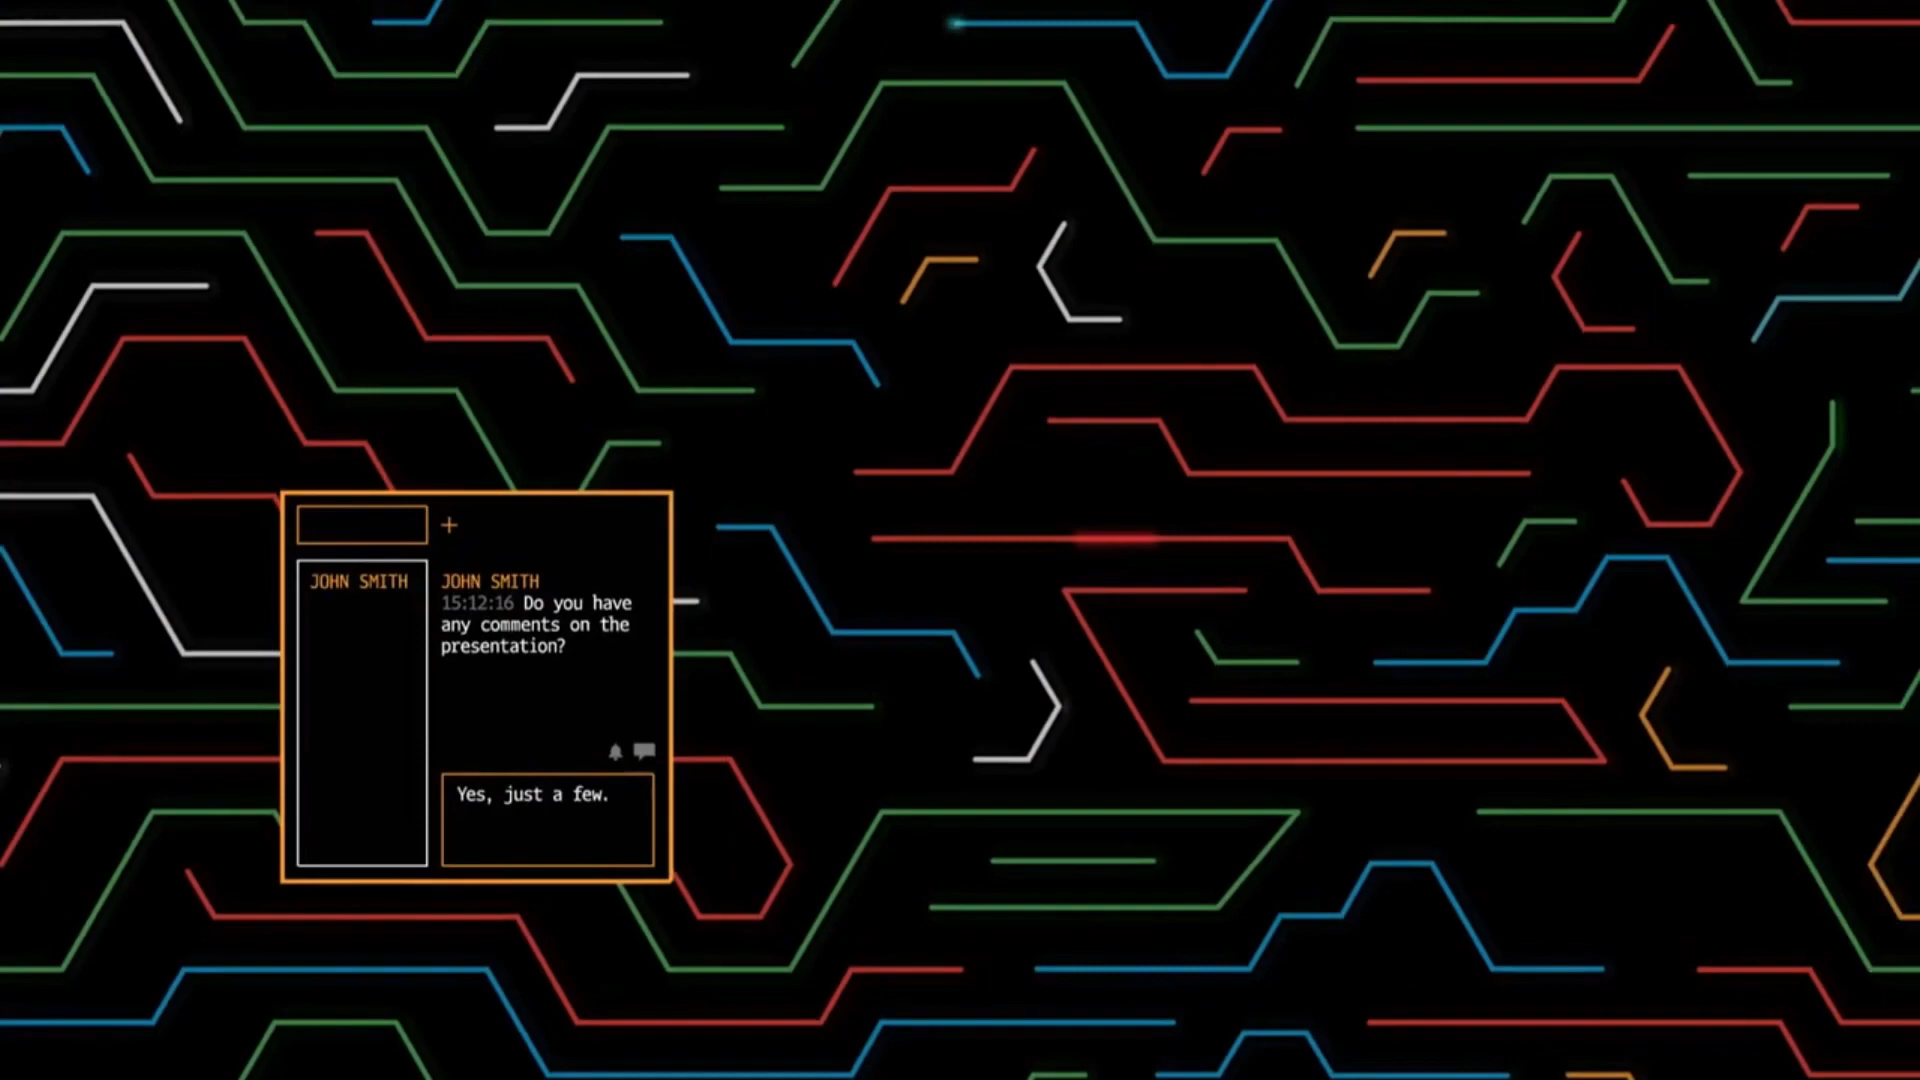 JOHN SMITH
JOHN SMITH
15:12:16 Do you have
any comments on the
presentation?
Yes, just a few.